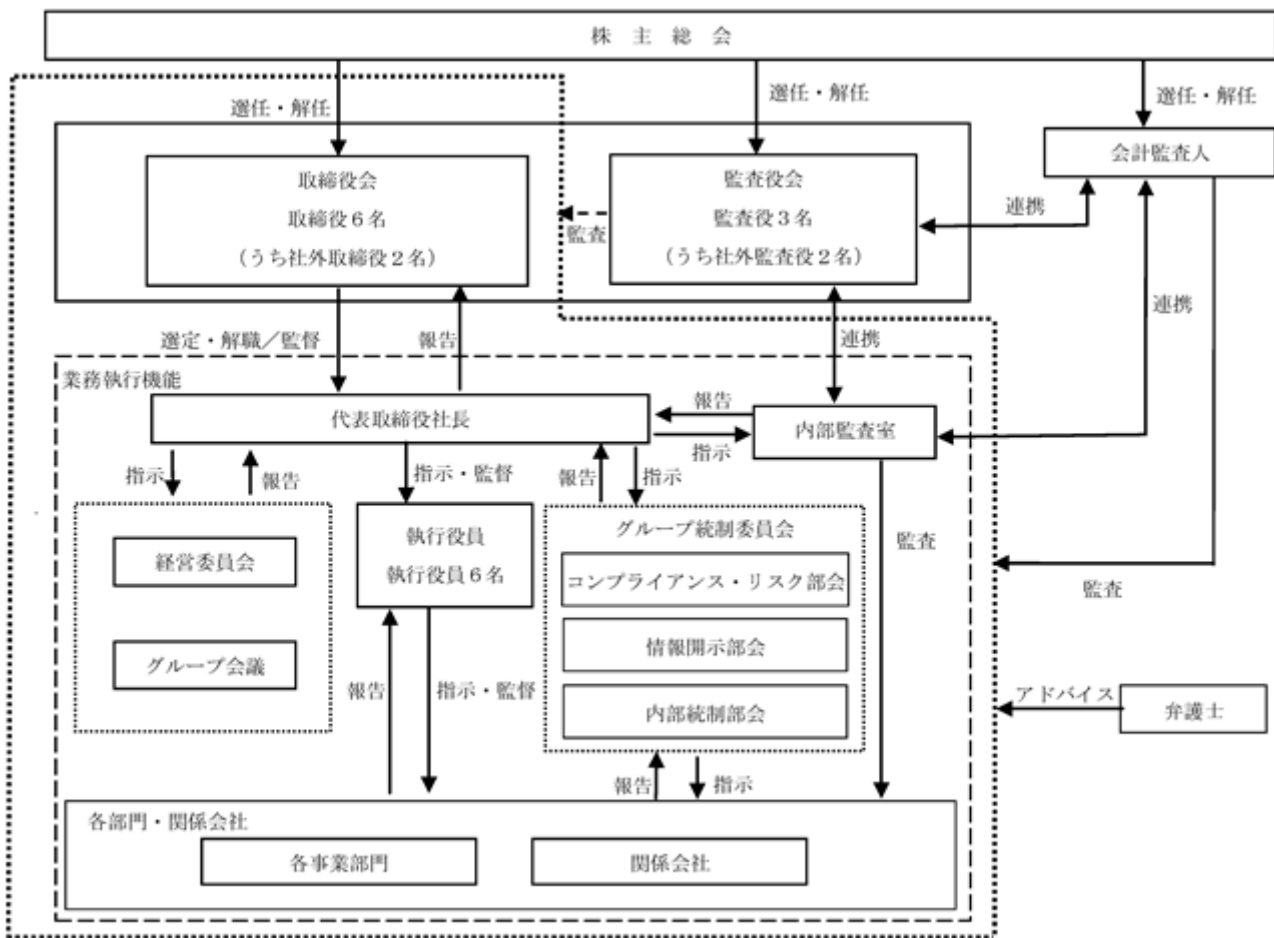 株 主 総 会
選任・解任
選任・解任
選任・解任
会計監査人
取締役会
取締役6名
(うち社外取締役2名)
監査
監査役会
監査役3名
(うち社外監査役2名)
連携
連携
選定・解職/監督
報告
連携
業務執行機能
代表取締役社長
報告
指示
内部監査室
指示
報告
指示・監督
報告
指示
経営委員会
グループ会議
執行役員
執行役員6名
グループ統制委員会
コンプライアンス・リスク部会
情報開示部会
内部統制部会
監査
監査
報告
指示・監督
アドバイス
弁護士
報告
指示
各部門・関係会社
各事業部門
関係会社